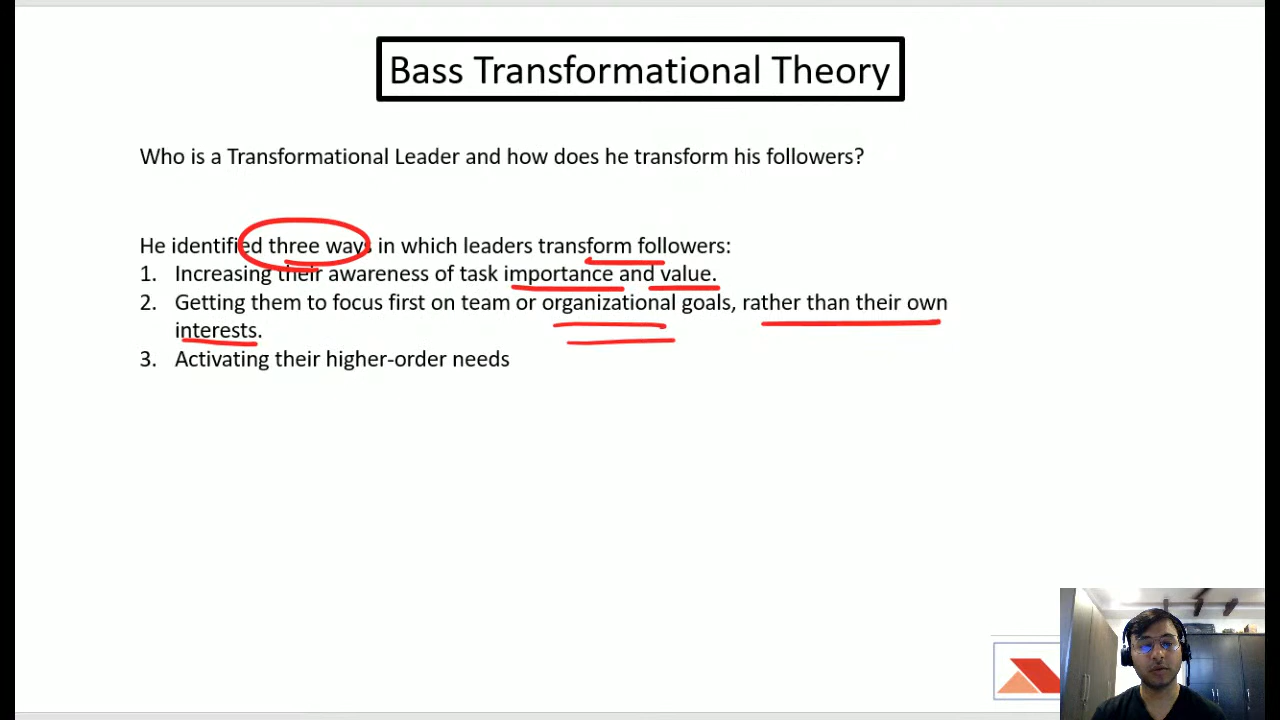 Bass Transformational Theory
Who is a Transformational Leader and how does he transform his followers?
He identified three ways in which leaders transform followers:
1. Increasing their awareness of task importance and value.
2. Getting them to focus first on team or organizational goals, rather than their own
interests.
3. Activating their higher-order needs